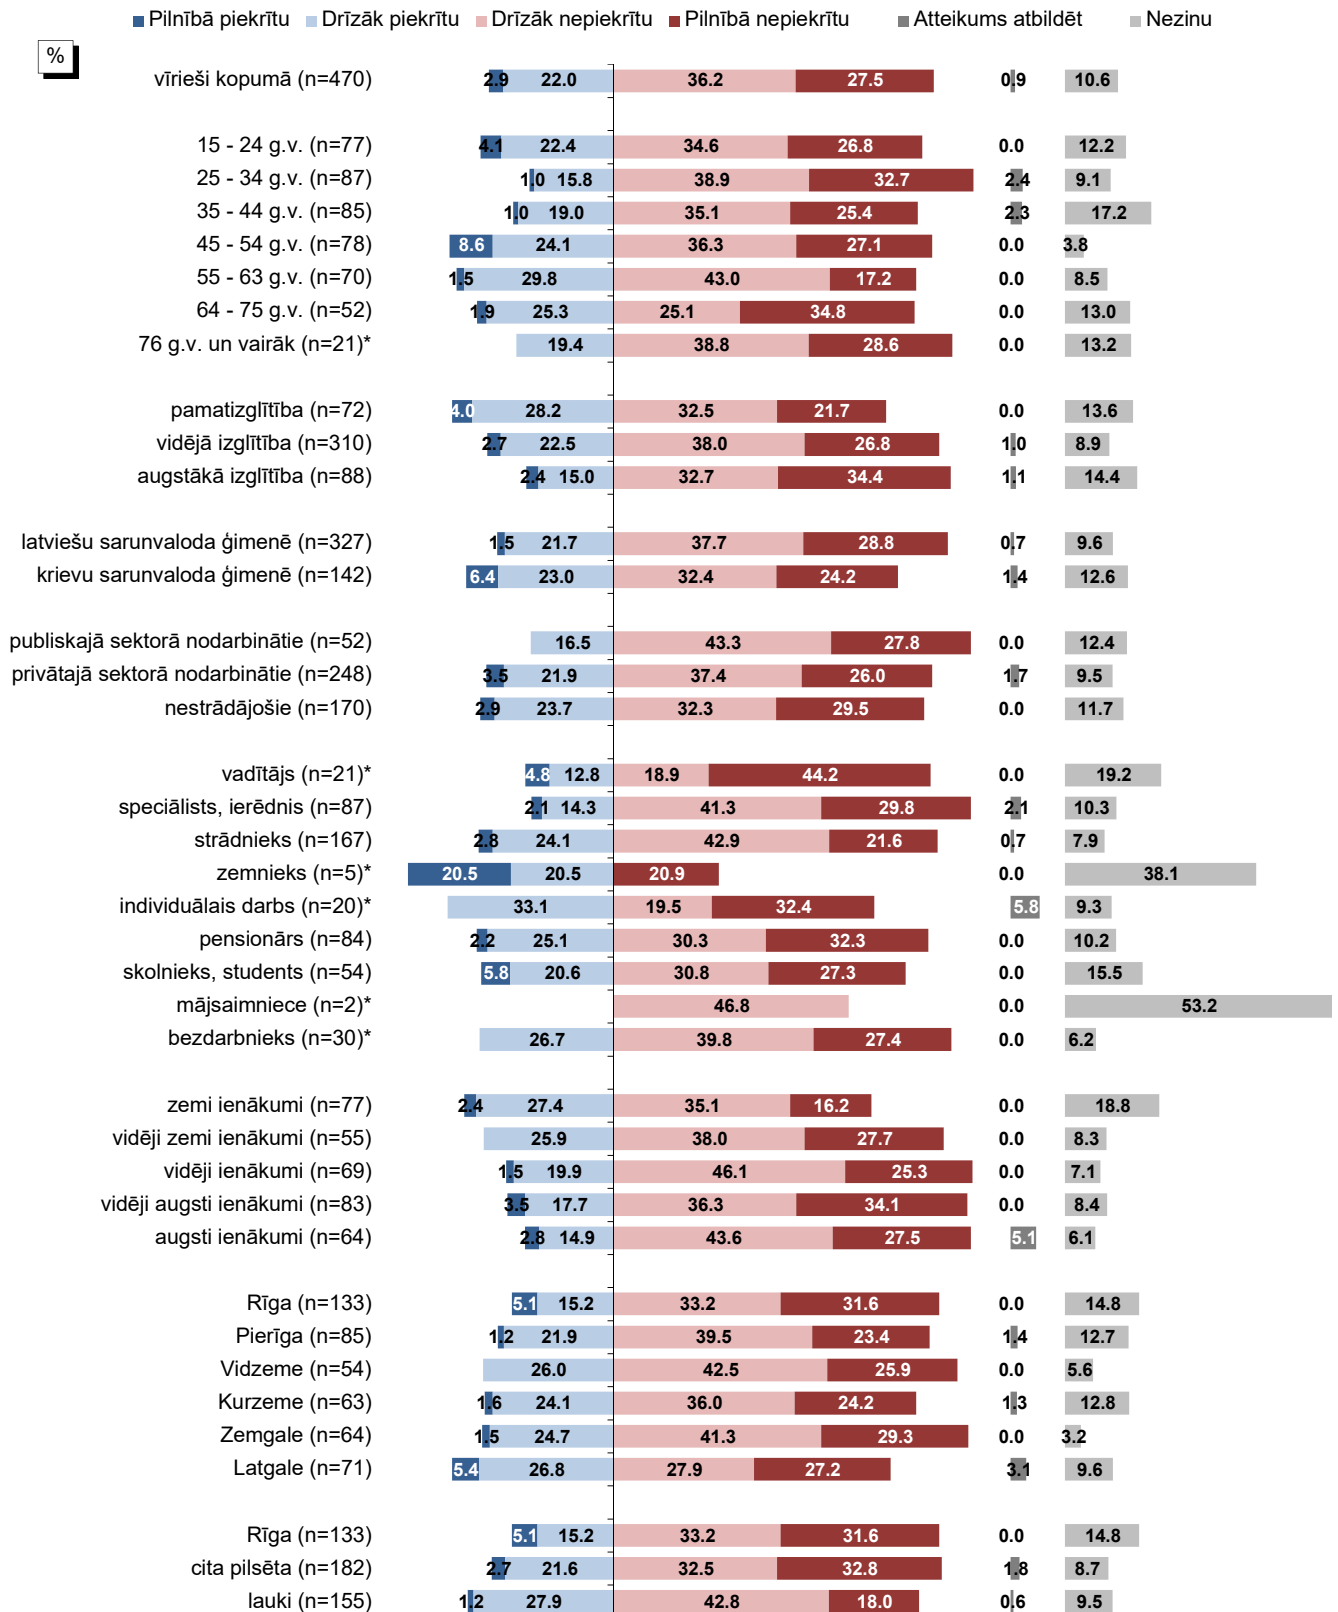 Pilnībā piekrītu Drīzāk piekrītu Drīzāk nepiekrītu Pilnībā nepiekrītu Atteikums atbildēt Nezinu
%
vīrieši kopumā (n=470) 2.9 22.0 36.2 27.5 0.9 10.6
15 - 24 g.v. (n=77) 4.1 22.4 34.6 26.8 0.0 12.2
25 - 34 g.v. (n=87) 1.0 15.8 38.9 32.7 2.4 9.1
35 - 44 g.v. (n=85) 1.0 19.0 35.1 25.4 2.3 17.2
45 - 54 g.v. (n=78) 8.6 24.1 36.3 27.1 0.0 3.8
55 - 63 g.v. (n=70) 1.5 29.8 43.0 17.2 0.0 8.5
64 - 75 g.v. (n=52) 1.9 25.3 25.1 34.8 0.0 13.0
76 g.v. un vairāk (n=21)* 19.4 38.8 28.6 0.0 13.2
pamatizglītība (n=72) 4.0 28.2 32.5 21.7 0.0 13.6
vidējā izglītība (n=310) 2.7 22.5 38.0 26.8 1.0 8.9
augstākā izglītība (n=88) 2.4 15.0 32.7 34.4 1.1 14.4
latviešu sarunvaloda ģimenē (n=327) 1.5 21.7 37.7 28.8 0.7 9.6
krievu sarunvaloda ģimenē (n=142) 6.4 23.0 32.4 24.2 1.4 12.6
publiskajā sektorā nodarbinātie (n=52) 16.5 43.3 27.8 0.0 12.4
privātajā sektorā nodarbinātie (n=248) 3.5 21.9 37.4 26.0 1.7 9.5
nestrādājošie (n=170) 2.9 23.7 32.3 29.5 0.0 11.7
vadītājs (n=21)* 4.8 12.8 18.9 44.2 0.0 19.2
speciālists, ierēdnis (n=87) 2.1 14.3 41.3 29.8 2.1 10.3
strādnieks (n=167) 2.8 24.1 42.9 21.6 0.7 7.9
zemnieks (n=5)* 20.5 20.5 20.9 0.0 38.1
individuālais darbs (n=20)* 33.1 19.5 32.4 5.8 9.3
pensionārs (n=84) 2.2 25.1 30.3 32.3 0.0 10.2
skolnieks, students (n=54) 5.8 20.6 30.8 27.3 0.0 15.5
mājsaimniece (n=2)* 46.8 0.0 53.2
bezdarbnieks (n=30)* 26.7 39.8 27.4 0.0 6.2
zemi ienākumi (n=77) 2.4 27.4 35.1 16.2 0.0 18.8
vidēji zemi ienākumi (n=55) 25.9 38.0 27.7 0.0 8.3
vidēji ienākumi (n=69) 1.5 19.9 46.1 25.3 0.0 7.1
vidēji augsti ienākumi (n=83) 3.5 17.7 36.3 34.1 0.0 8.4
augsti ienākumi (n=64) 2.8 14.9 43.6 27.5 5.1 6.1
Rīga (n=133) 5.1 15.2 33.2 31.6 0.0 14.8
Pierīga (n=85) 1.2 21.9 39.5 23.4 1.4 12.7
Vidzeme (n=54) 26.0 42.5 25.9 0.0 5.6
Kurzeme (n=63) 1.6 24.1 36.0 24.2 1.3 12.8
Zemgale (n=64) 1.5 24.7 41.3 29.3 0.0 3.2
Latgale (n=71) 5.4 26.8 27.9 27.2 3.1 9.6
Rīga (n=133) 5.1 15.2 33.2 31.6 0.0 14.8
cita pilsēta (n=182) 2.7 21.6 32.5 32.8 1.8 8.7
lauki (n=155) 1.2 27.9 42.8 18.0 0.6 9.5